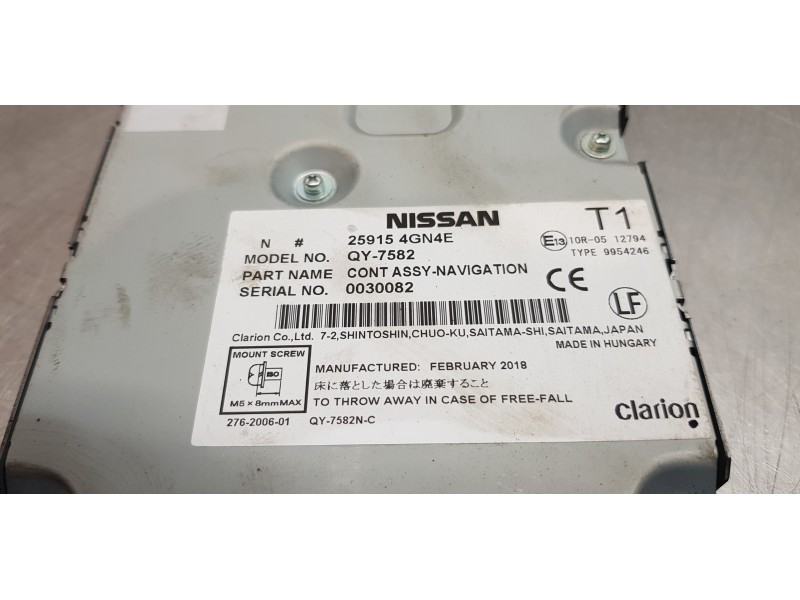 NISSAN
T1
N # 25915 4GN4E
E13 10R-05 12794
MODEL NO. QY-7582
TYPE 9954246
PART NAME CONT ASSY-NAVIGATION
CE
SERIAL NO. 0030082
LF
Clarion Co., Ltd. 7-2, SHINTOSHIN, CHUO-KU, SAITAMA-SHI, SAITAMA, JAPAN
MADE IN HUNGARY
MOUNT SCREW
ISO
M5 × 8mmMAX
MANUFACTURED: FEBRUARY 2018
床に落とした場合は廃棄すること
TO THROW AWAY IN CASE OF FREE-FALL
clarion
276-2006-01 QY-7582N-C